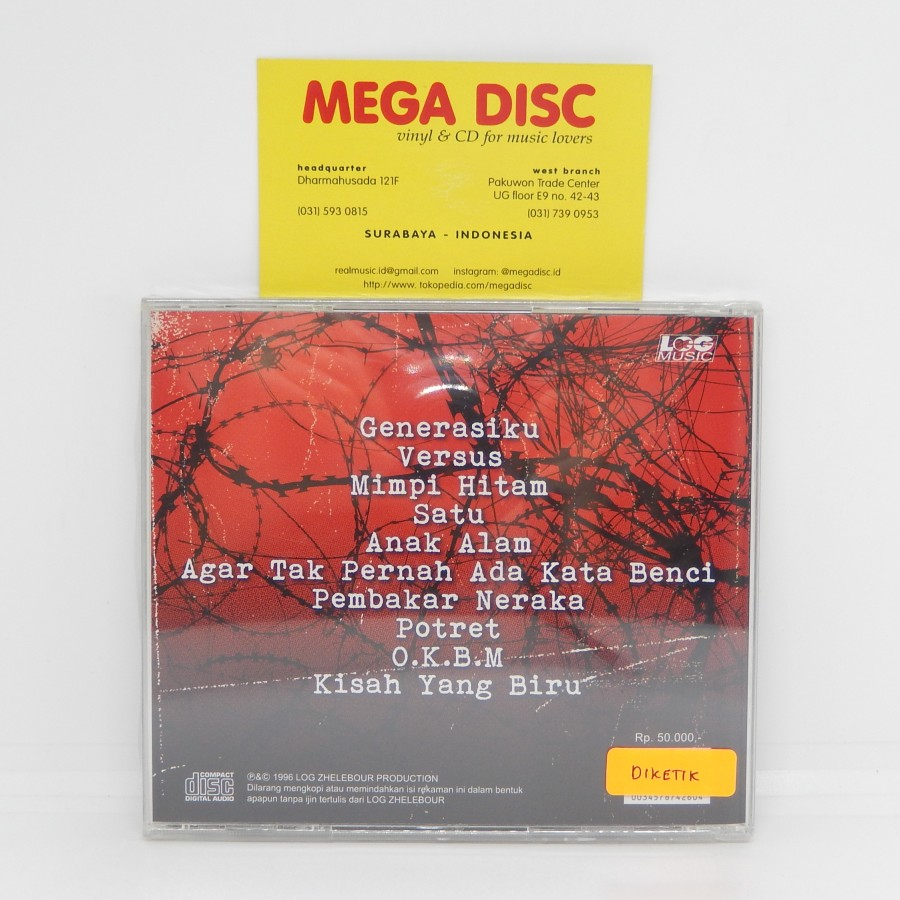 MEGA DISC
vinyl & CD for music lovers
headquarter
Dharmahusada 121F
(031) 593 0815
west branch
Pakuwon Trade Center
UG floor E9 no. 42-43
(031) 739 0953
SURABAYA - INDONESIA
realmusic.id@gmail.com instagram: @megadisc.id
http://www. tokopedia.com/megadisc
LOGG
MUSIC
Generasiku
Versus
Mimpi Hitam
Satu
Anak Alam
Agar Tak Pernah Ada Kata Benci
Pembakar Neraka
Potret
O.K.B.M
Kisah Yang Biru
Rp. 50.000,-
DIKETIK
COMPACT
disc
DIGITAL AUDIO
℗&© 1996 LOG ZHELEBOUR PRODUCTION
Dilarang mengkopi atau memindahkan isi rekaman ini dalam bentuk
apapun tanpa ijin tertulis dari LOG ZHELEBOUR